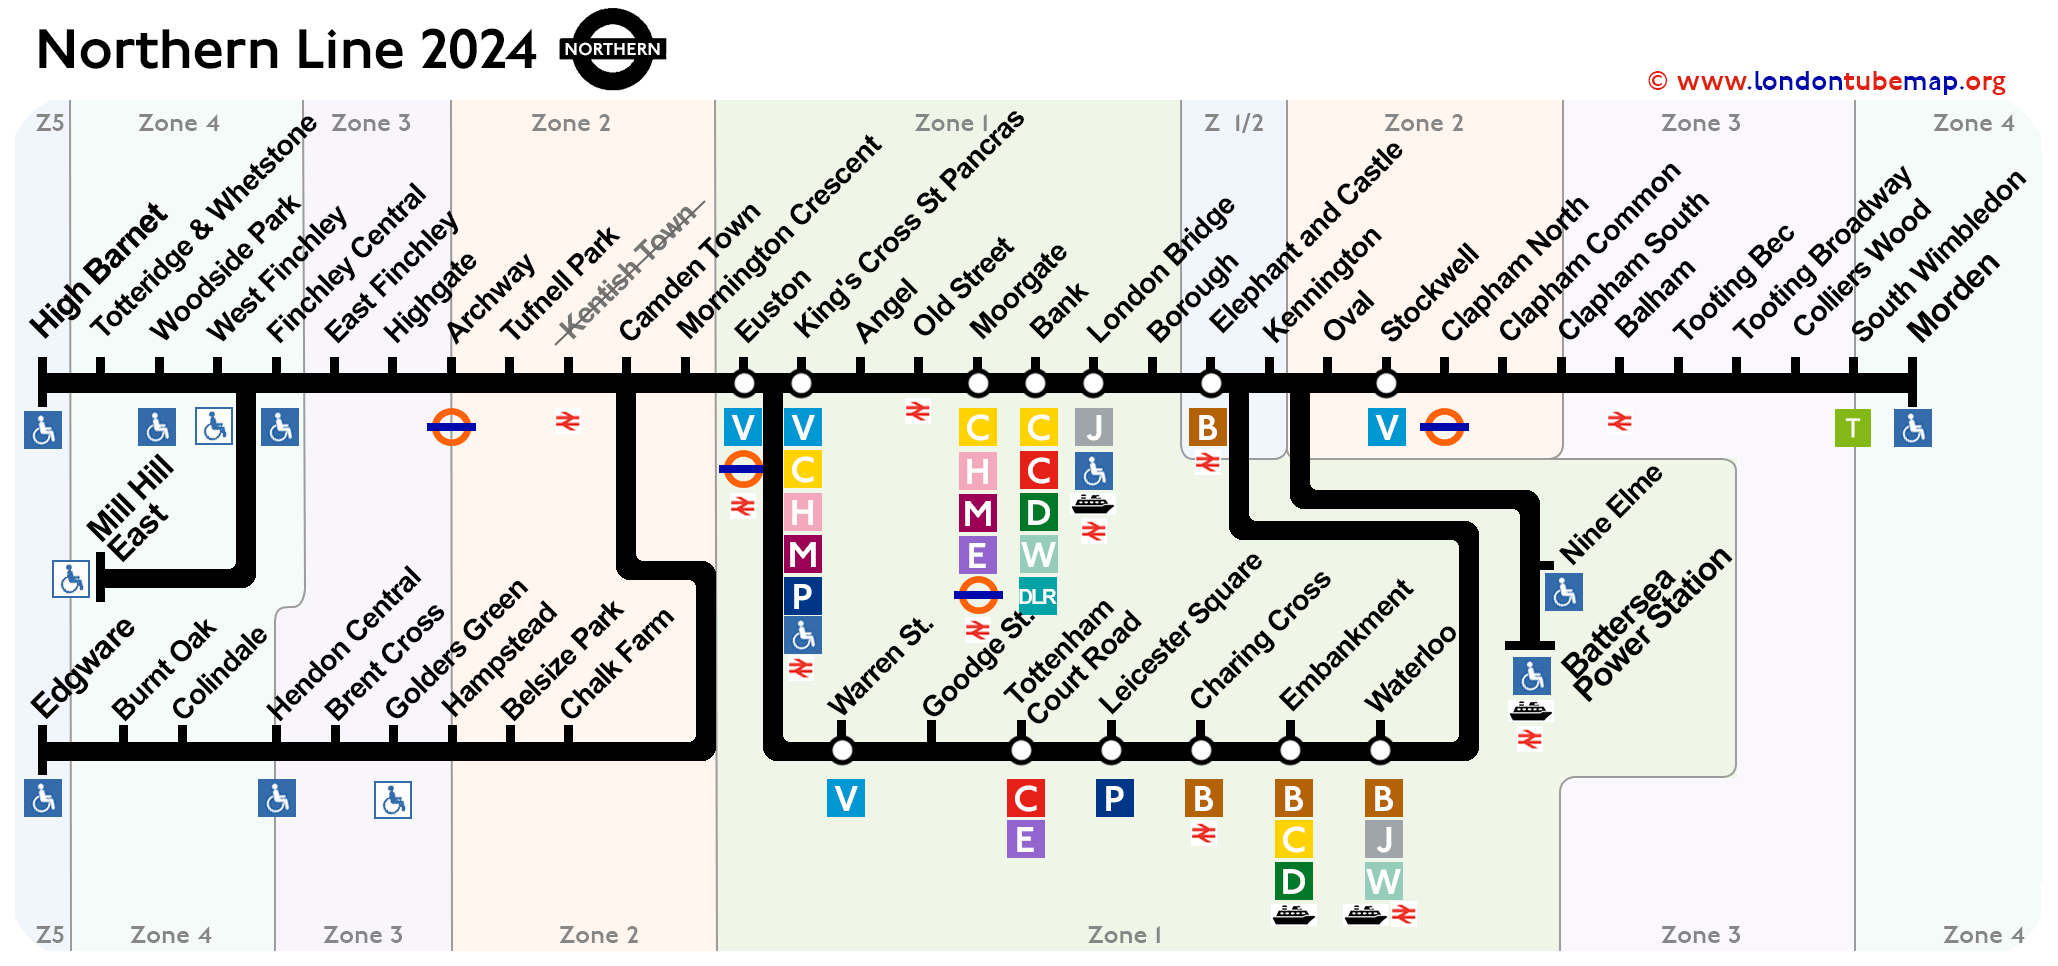 Northern Line 2024
NORTHERN
© www.londontubemap.org
Z5
Zone 4
Zone 3
Zone 2
Zone 1
Z 1/2
Zone 2
Zone 3
Zone 4
High Barnet
Totteridge & Whetstone
Woodside Park
West Finchley
Finchley Central
East Finchley
Highgate
Archway
Tufnell Park
Kentish Town
Camden Town
Mornington Crescent
Euston
King's Cross St Pancras
Angel
Old Street
Moorgate
Bank
London Bridge
Borough
Elephant and Castle
Kennington
Oval
Stockwell
Clapham North
Clapham Common
Clapham South
Balham
Tooting Bec
Tooting Broadway
Colliers Wood
South Wimbledon
Morden
V
V
C
H
M
P
C
H
M
E
C
C
D
W
DLR
J
B
V
T
Mill Hill
East
Nine Elme
Battersea
Power Station
Edgware
Burnt Oak
Colindale
Hendon Central
Brent Cross
Golders Green
Hampstead
Belsize Park
Chalk Farm
Warren St.
Goodge St.
Tottenham
Court Road
Leicester Square
Charing Cross
Embankment
Waterloo
V
C
E
P
B
B
C
D
B
J
W
Z5
Zone 4
Zone 3
Zone 2
Zone 1
Zone 3
Zone 4